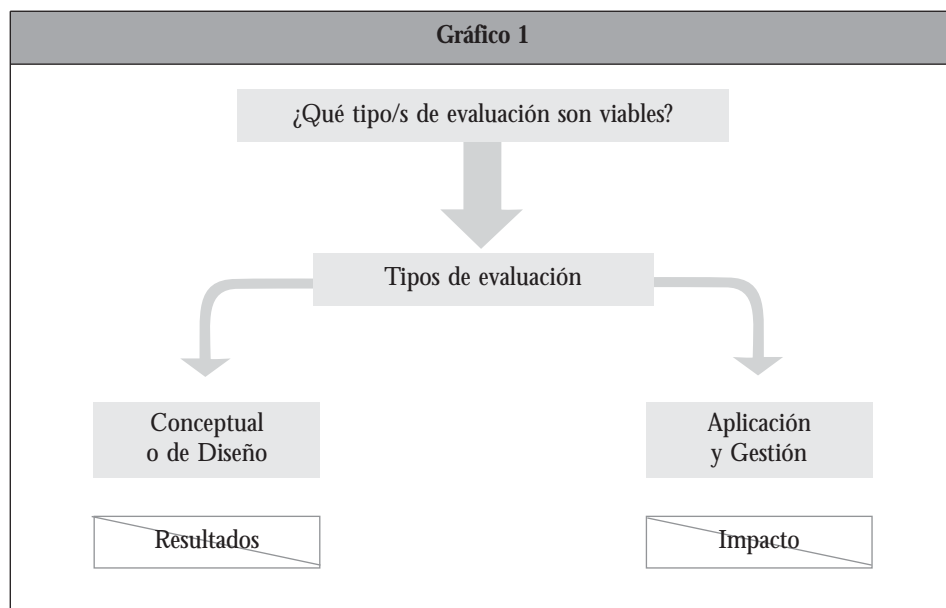 Gráfico 1
¿Qué tipo/s de evaluación son viables?
Tipos de evaluación
Conceptual
o de Diseño
Aplicación
y Gestión
Resultados
Impacto